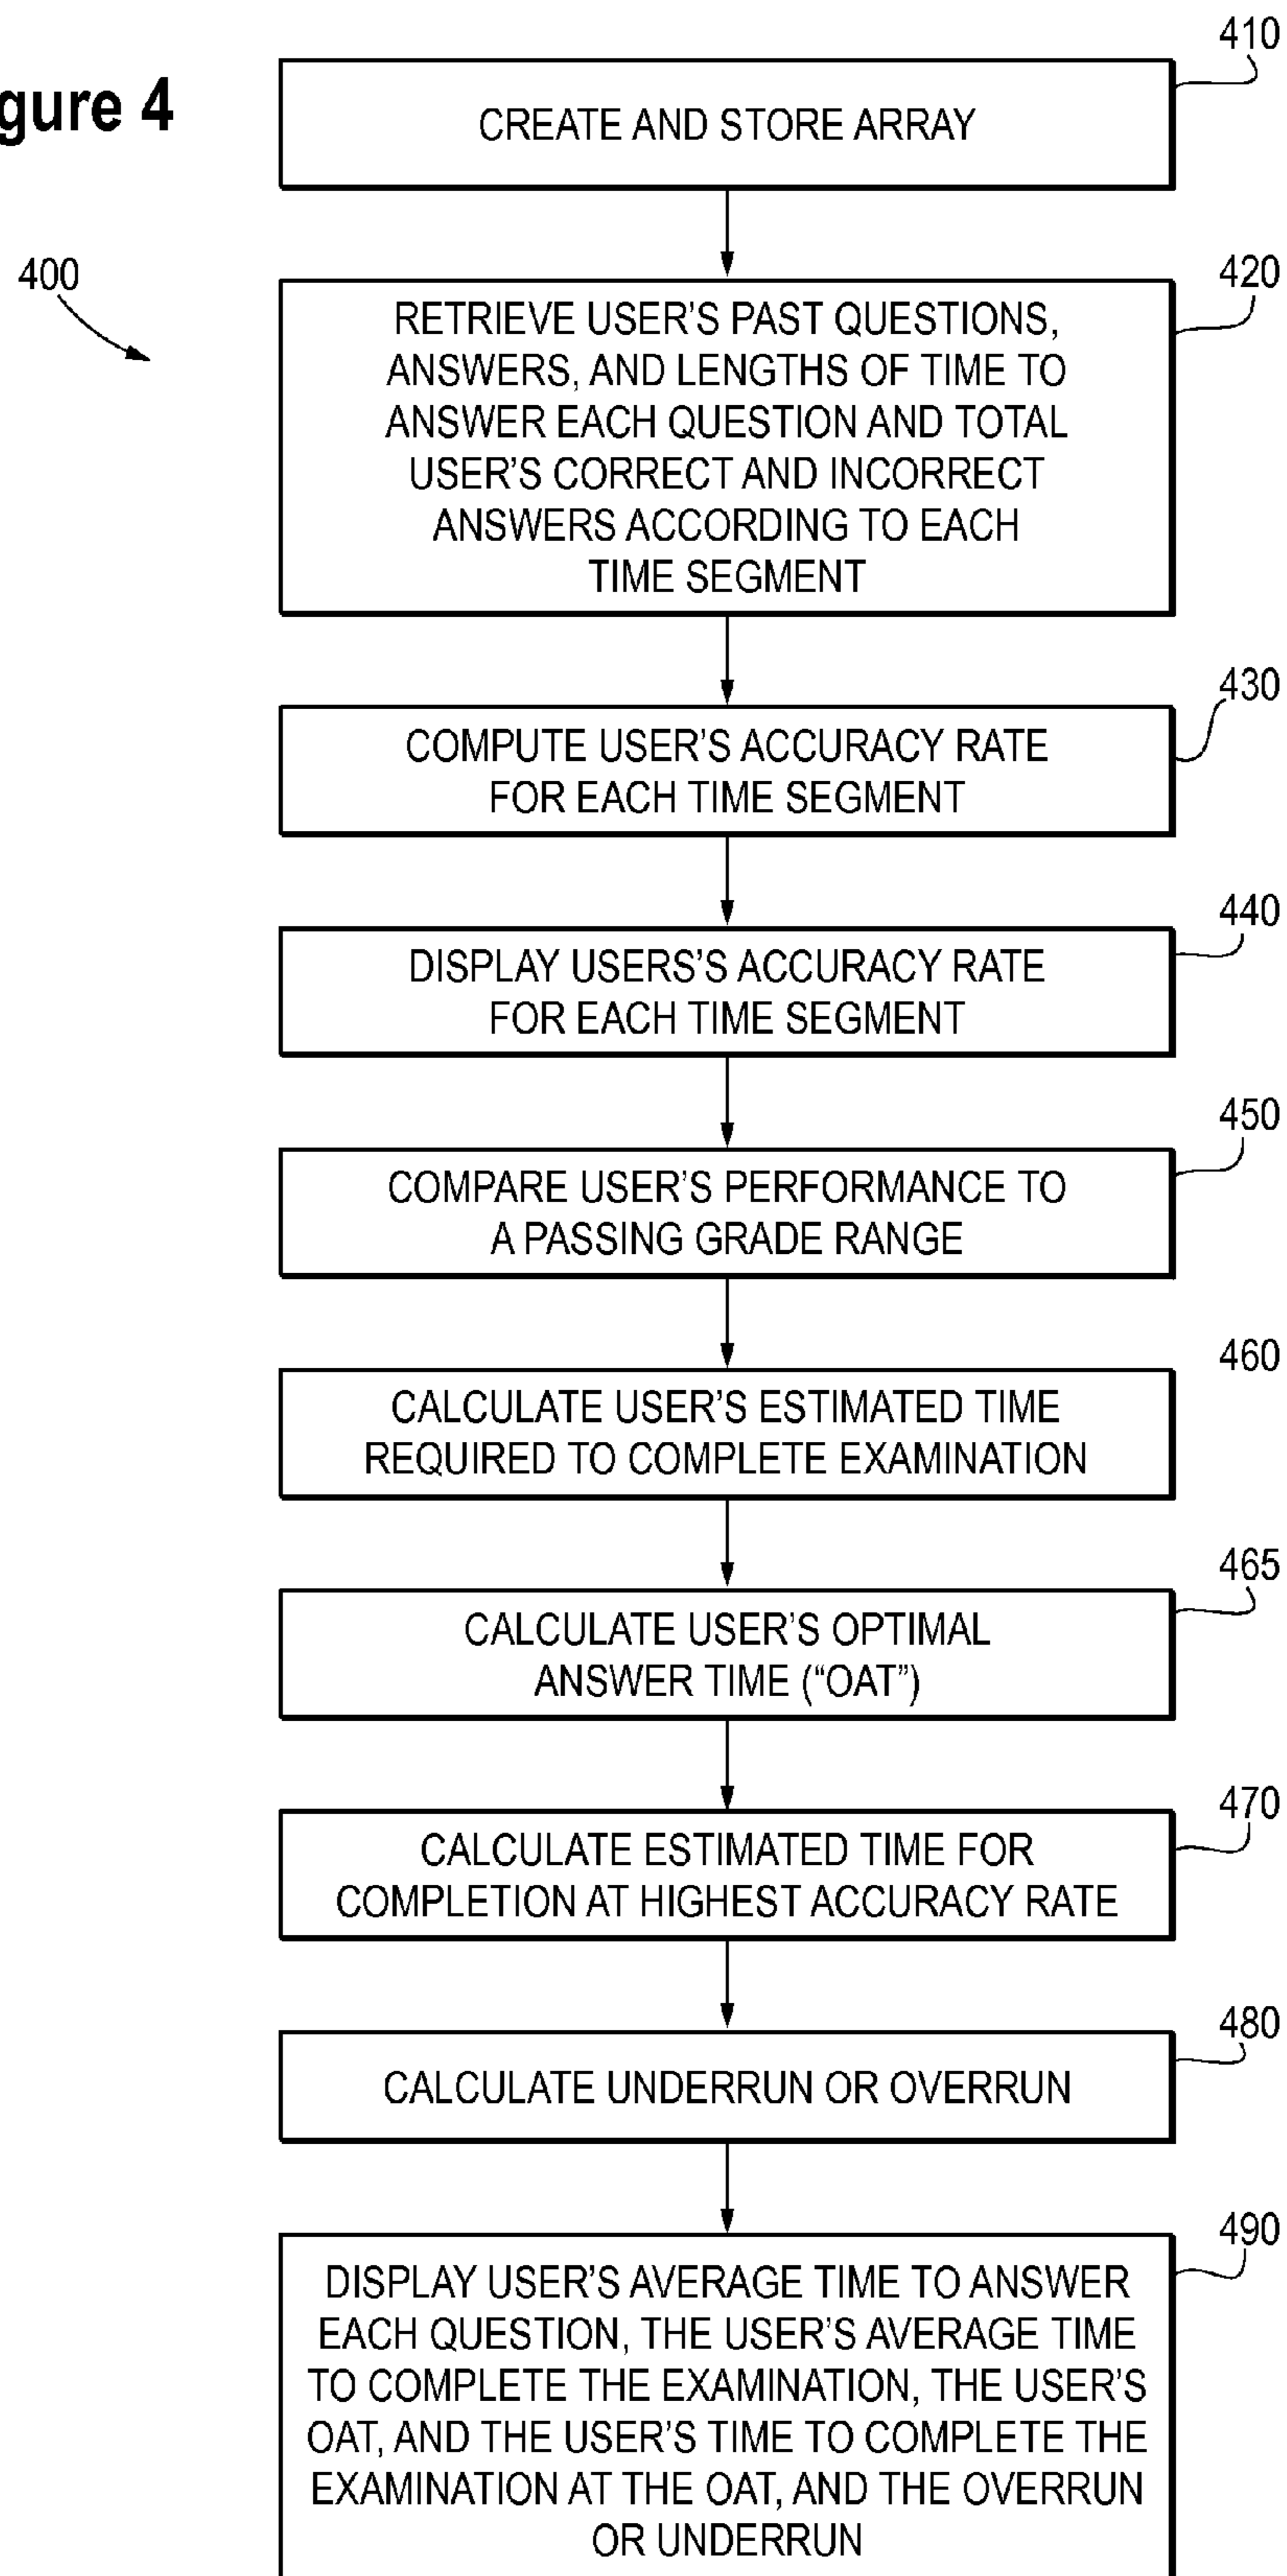 gure 4
410
CREATE AND STORE ARRAY
400
420
RETRIEVE USER'S PAST QUESTIONS,
ANSWERS, AND LENGTHS OF TIME TO
ANSWER EACH QUESTION AND TOTAL
USER'S CORRECT AND INCORRECT
ANSWERS ACCORDING TO EACH
TIME SEGMENT
430
COMPUTE USER'S ACCURACY RATE
FOR EACH TIME SEGMENT
440
DISPLAY USERS'S ACCURACY RATE
FOR EACH TIME SEGMENT
450
COMPARE USER'S PERFORMANCE TO
A PASSING GRADE RANGE
460
CALCULATE USER'S ESTIMATED TIME
REQUIRED TO COMPLETE EXAMINATION
465
CALCULATE USER'S OPTIMAL
ANSWER TIME (“OAT”)
470
CALCULATE ESTIMATED TIME FOR
COMPLETION AT HIGHEST ACCURACY RATE
480
CALCULATE UNDERRUN OR OVERRUN
490
DISPLAY USER'S AVERAGE TIME TO ANSWER
EACH QUESTION, THE USER'S AVERAGE TIME
TO COMPLETE THE EXAMINATION, THE USER'S
OAT, AND THE USER'S TIME TO COMPLETE THE
EXAMINATION AT THE OAT, AND THE OVERRUN
OR UNDERRUN